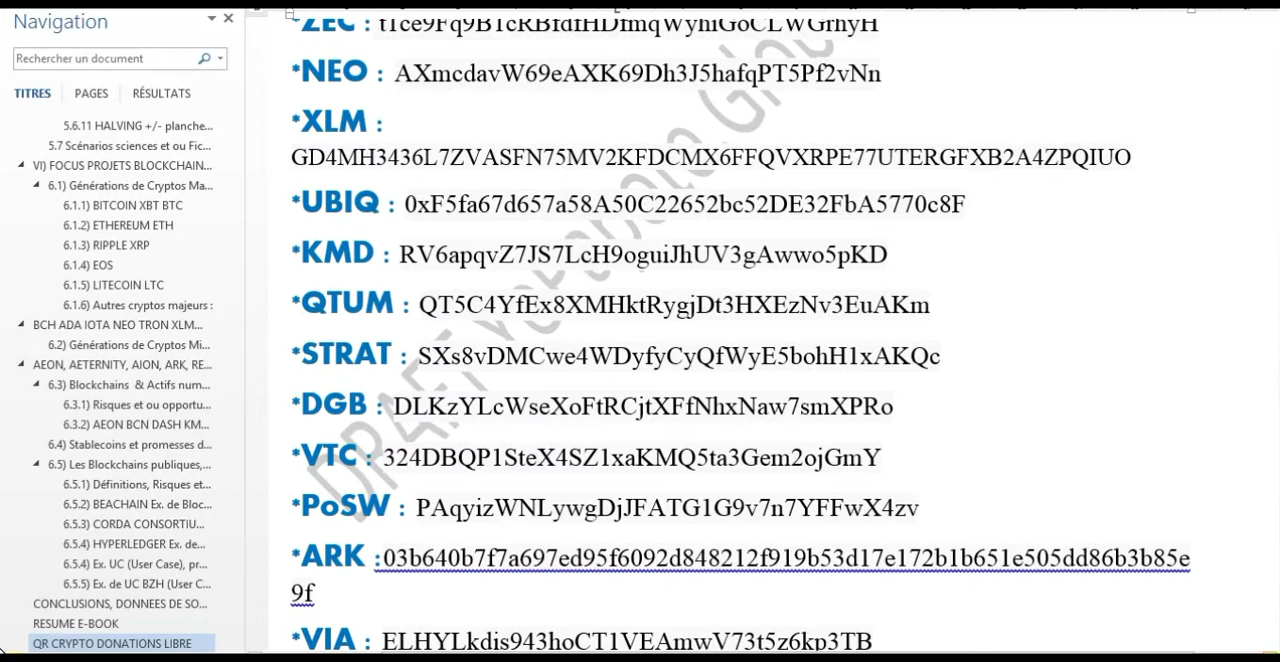 Navigation
Rechercher un document
TITRES PAGES RÉSULTATS
5.6.11 HALVING +/- planche...
5.7 Scénarios sciences et ou Fic...
VI) FOCUS PROJETS BLOCKCHAIN...
6.1) Générations de Cryptos Ma...
6.1.1) BITCOIN XBT BTC
6.1.2) ETHEREUM ETH
6.1.3) RIPPLE XRP
6.1.4) EOS
6.1.5) LITECOIN LTC
6.1.6) Autres cryptos majeurs :
BCH ADA IOTA NEO TRON XLM...
6.2) Générations de Cryptos Mi...
AEON, AETERNITY, AION, ARK, RE...
6.3) Blockchains & Actifs num...
6.3.1) Risques et ou opportu...
6.3.2) AEON BCN DASH KM...
6.4) Stablecoins et promesses d...
6.5) Les Blockchains publiques,...
6.5.1) Définitions, Risques et...
6.5.2) BEACHAIN Ex. de Bloc...
6.5.3) CORDA CONSORTIU...
6.5.4) HYPERLEDGER Ex. de...
6.5.4) Ex. UC (User Case), pr...
6.5.5) Ex. de UC BZH (User C...
CONCLUSIONS, DONNEES DE SO...
RESUME E-BOOK
QR CRYPTO DONATIONS LIBRE
*ZEC :
*NEO : AXmcdavW69eAXK69Dh3J5hafqPT5Pf2vNn
*XLM :
GD4MH3436L7ZVASFN75MV2KFDCMX6FFQVXRPE77UTERGFXB2A4ZPQIUO
*UBIQ : 0xF5fa67d657a58A50C22652bc52DE32FbA5770c8F
*KMD : RV6apqvZ7JS7LcH9oguiJhUV3gAwwo5pKD
*QTUM : QT5C4YfEx8XMHktRygjDt3HXEzNv3EuAKm
*STRAT : SXs8vDMCwe4WDyfyCyQfWyE5bohH1xAKQc
*DGB : DLKzYLcWseXoFtRCjtXFfNhxNaw7smXPRo
*VTC : 324DBQP1SteX4SZ1xaKMQ5ta3Gem2ojGmY
*PoSW : PAqyizWNLywgDjJFATG1G9v7n7YFFwX4zv
*ARK :03b640b7f7a697ed95f6092d848212f919b53d17e172b1b651e505dd86b3b85e
9f
*VIA : ELHYLkdis943hoCT1VEAmwV73t5z6kp3TB